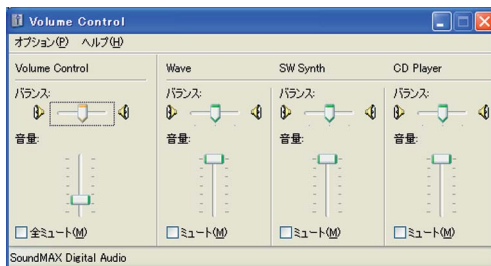 Volume Control
オプション(P) ヘルプ(H)
Volume Control
Wave
SW Synth
CD Player
バランス:
バランス:
バランス:
バランス:
音量:
音量:
音量:
音量:
全ミュート(M)
ミュート(M)
ミュート(M)
ミュート(M)
SoundMAX Digital Audio